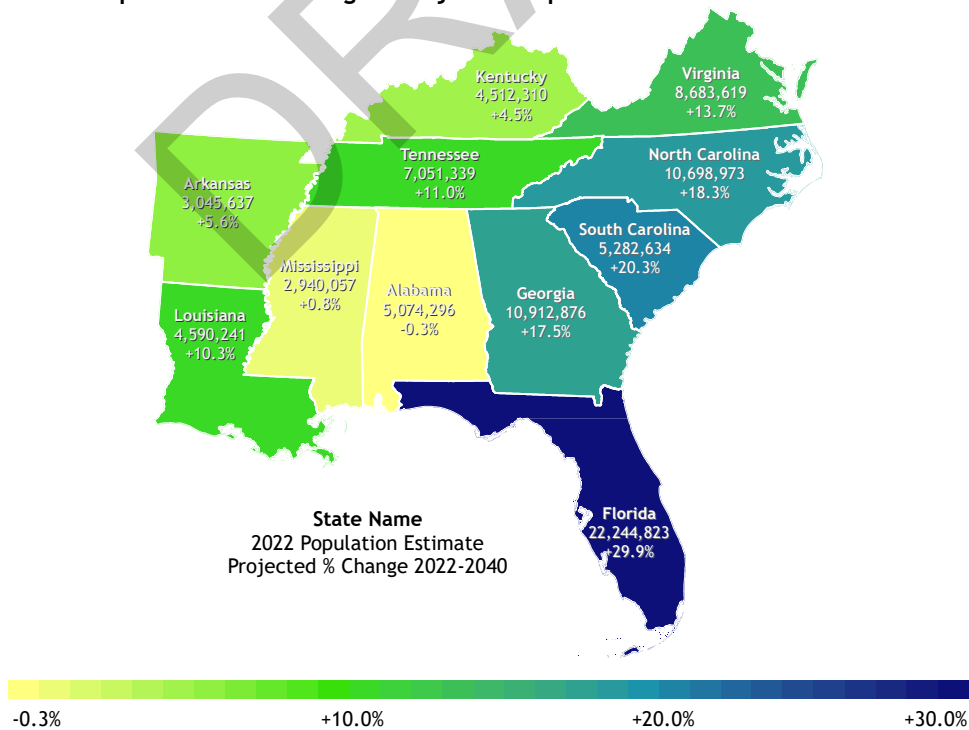 Kentucky
4,512,310
+4.5%
Virginia
8,683,619
+13.7%
Tennessee
7,051,339
+11.0%
North Carolina
10,698,973
+18.3%
Arkansas
3,045,637
+5.6%
South Carolina
5,282,634
+20.3%
Mississippi
2,940,057
+0.8%
Alabama
5,074,296
-0.3%
Georgia
10,912,876
+17.5%
Louisiana
4,590,241
+10.3%
Florida
22,244,823
+29.9%
State Name
2022 Population Estimate
Projected % Change 2022-2040
-0.3%
+10.0%
+20.0%
+30.0%